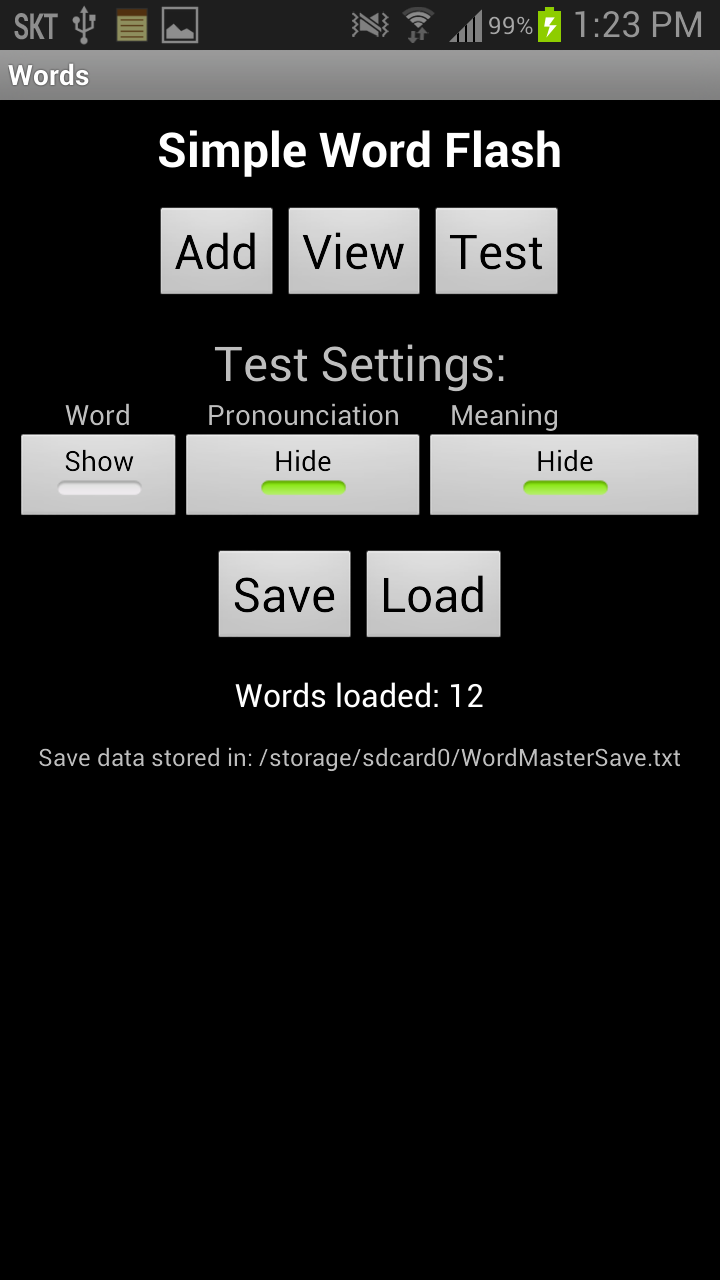 SKT 99% 1:23 PM
Words
Simple Word Flash
Add View Test
Test Settings:
Word Pronounciation Meaning
Show Hide Hide
Save Load
Words loaded: 12
Save data stored in: /storage/sdcard0/WordMasterSave.txt